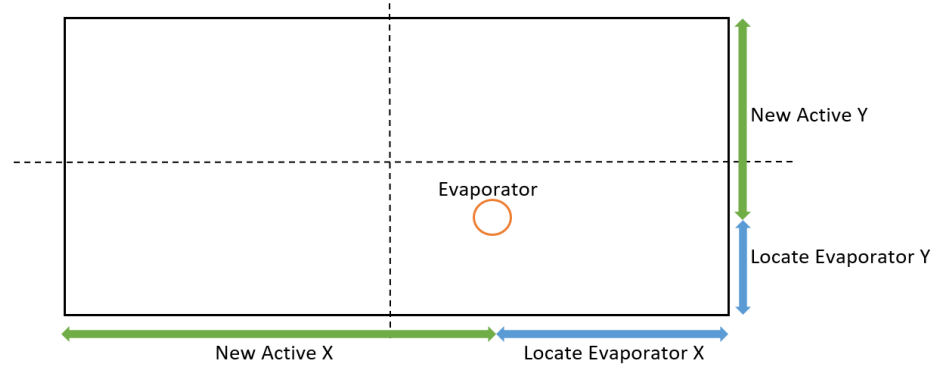 New Active Y
Evaporator
Locate Evaporator Y
New Active X
Locate Evaporator X